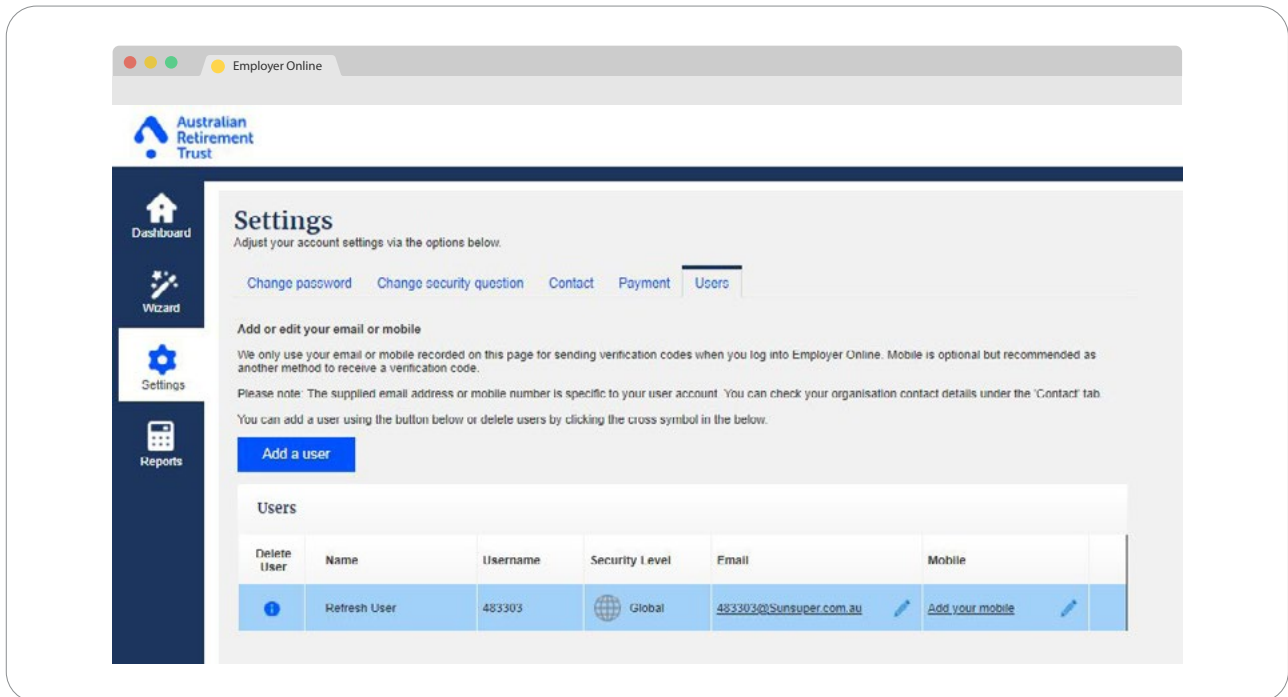 Employer Online
Australian
Retirement
Trust
Dashboard
Wizard
Settings
Reports
Settings
Adjust your account settings via the options below.
Change password Change security question Contact Payment Users
Add or edit your email or mobile
We only use your email or mobile recorded on this page for sending verification codes when you log into Employer Online. Mobile is optional but recommended as
another method to receive a verification code.
Please note: The supplied email address or mobile number is specific to your user account. You can check your organisation contact details under the 'Contact' tab.
You can add a user using the button below or delete users by clicking the cross symbol in the below.
Add a user
Users
Delete
User
Name Username Security Level Email Mobile
Refresh User 483303 Global 483303@Sunsuper.com.au Add your mobile